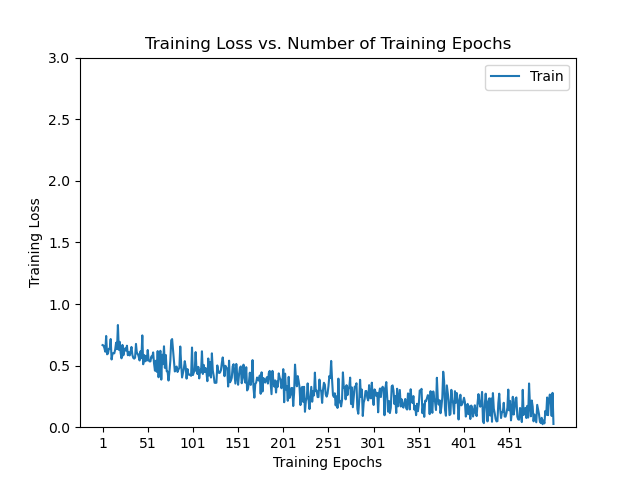 Training Loss vs. Number of Training Epochs
3.0
Train
2.5
2.0
1.5
1.0
0.5
0.0
Training Loss
1 51 101 151 201 251 301 351 401 451
Training Epochs